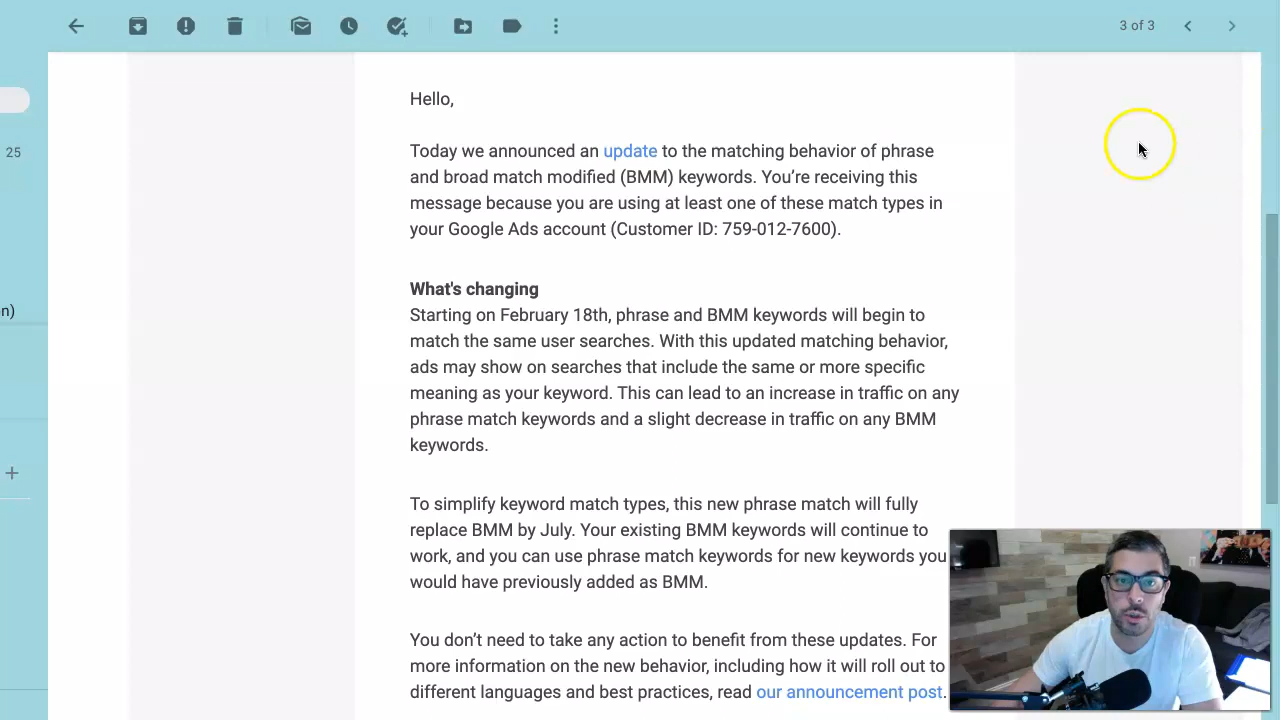 3 of 3
25
n)
Hello,
Today we announced an update to the matching behavior of phrase
and broad match modified (BMM) keywords. You’re receiving this
message because you are using at least one of these match types in
your Google Ads account (Customer ID: 759-012-7600).
What's changing
Starting on February 18th, phrase and BMM keywords will begin to
match the same user searches. With this updated matching behavior,
ads may show on searches that include the same or more specific
meaning as your keyword. This can lead to an increase in traffic on any
phrase match keywords and a slight decrease in traffic on any BMM
keywords.
To simplify keyword match types, this new phrase match will fully
replace BMM by July. Your existing BMM keywords will continue to
work, and you can use phrase match keywords for new keywords you
would have previously added as BMM.
You don’t need to take any action to benefit from these updates. For
more information on the new behavior, including how it will roll out to
different languages and best practices, read our announcement post.